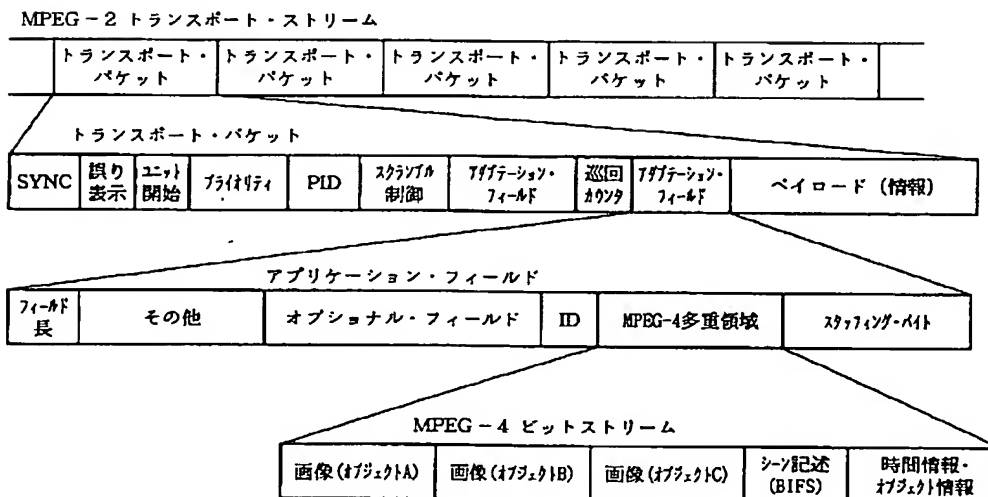 MPEG-2 トランスポート・ストリーム
トランスポート・ トランスポート・ トランスポート・ トランスポート・ トランスポート・
パケット パケット パケット パケット パケット
トランスポート・パケット
SYNC 誤り表示 ユニット開始 プライオリティ PID スクランブル制御 アダプテーション・フィールド 巡回カウンタ アダプテーション・フィールド ペイロード (情報)
アプリケーション・フィールド
フィールド長 その他 オプショナル・フィールド ID MPEG-4多重領域 スタッフィング・バイト
MPEG-4 ビットストリーム
画像(オブジェクトA) 画像(オブジェクトB) 画像(オブジェクトC) シーン記述(BIFS) 時間情報・オブジェクト情報